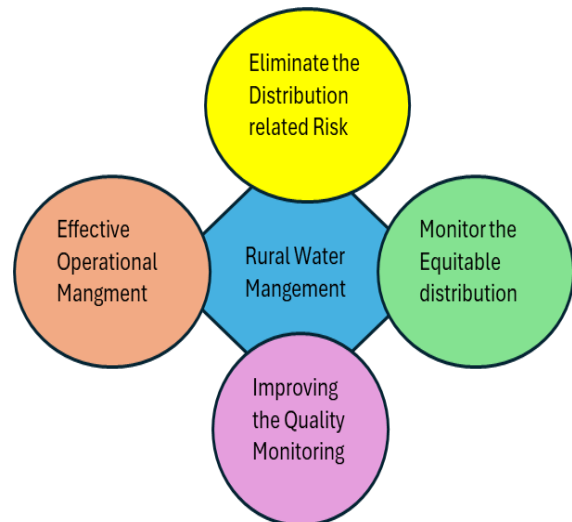 Eliminate the
Distribution
related Risk
Effective
Operational
Mangment
Rural Water
Mangement
Monitor the
Equitable
distribution
Improving
the Quality
Monitoring